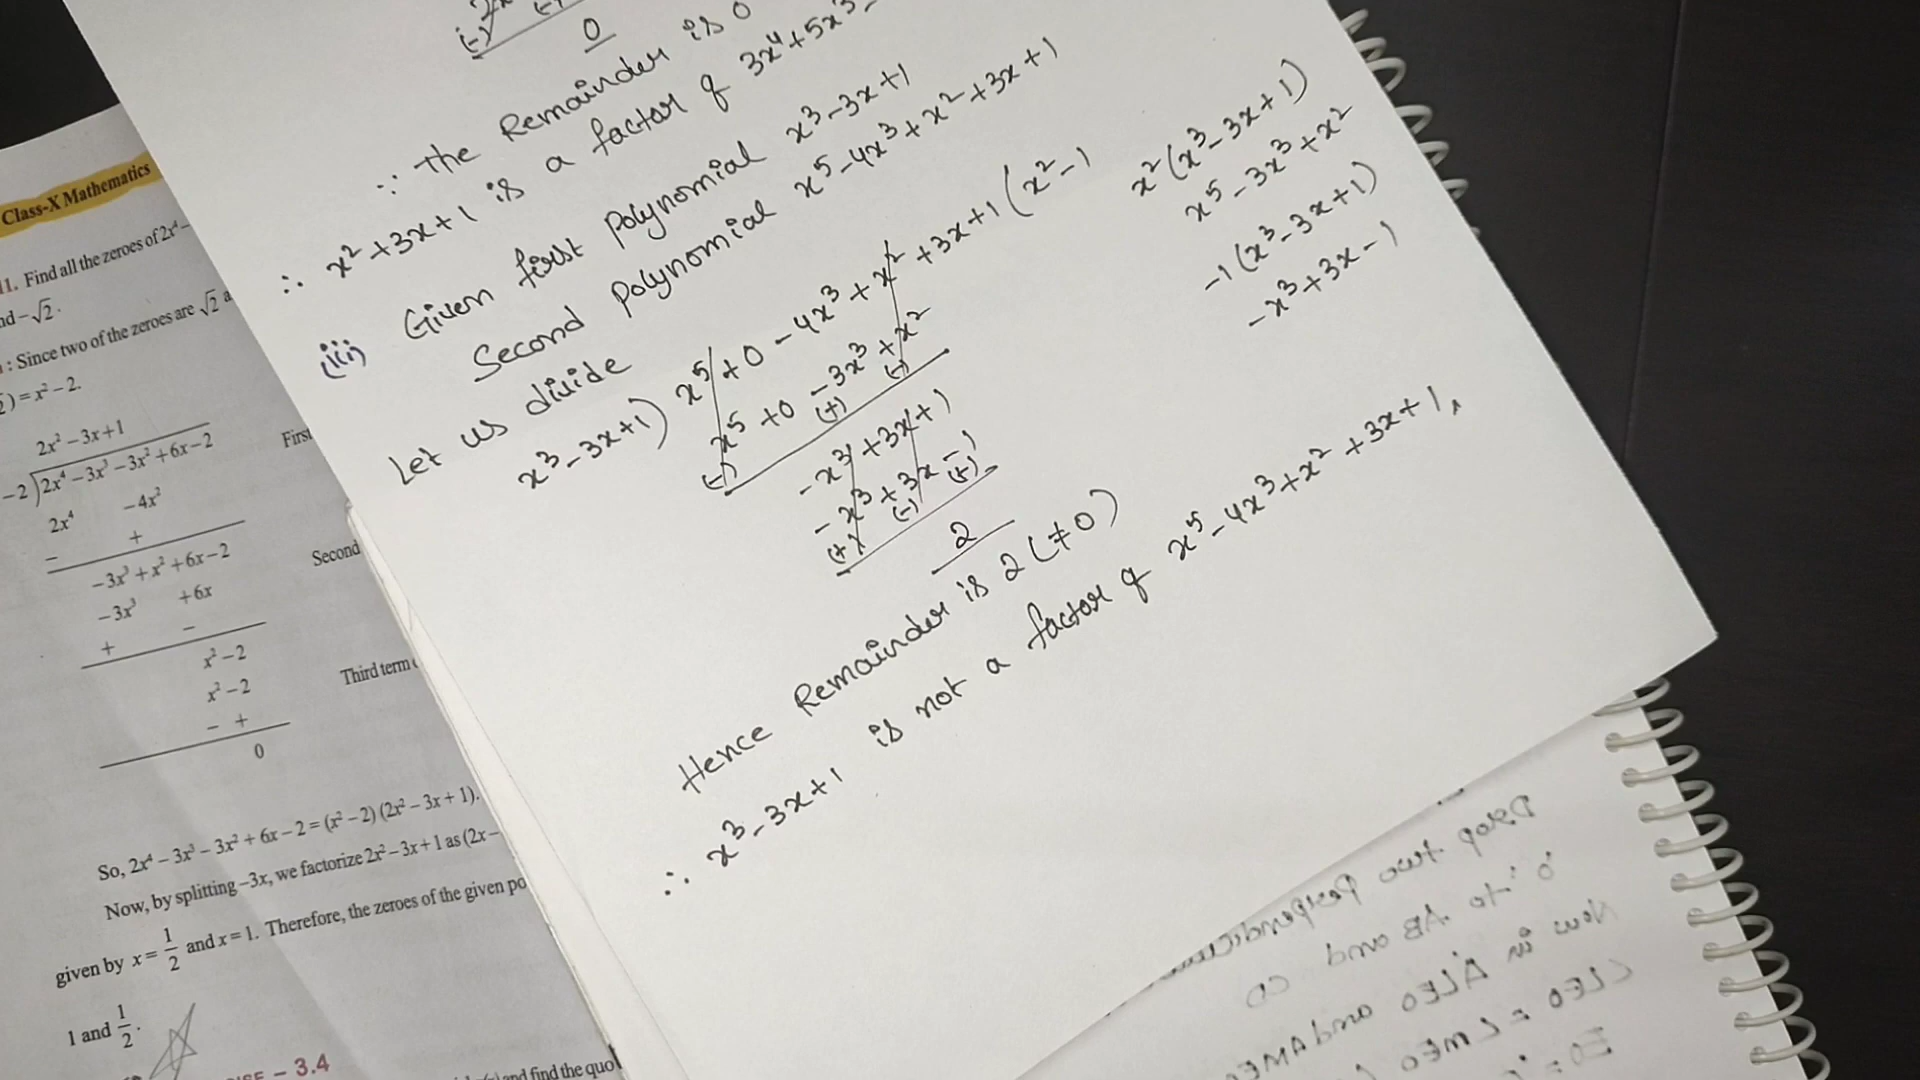 0
∵ the Remainder is 0
∴ x² + 3x + 1 is a factor of 3x⁴ + 5x³ –
(iii) Given first polynomial x³ – 3x + 1
Second polynomial x⁵ – 4x³ + x² + 3x + 1
Let us divide
x³ – 3x + 1) x⁵ + 0 – 4x³ + x² + 3x + 1 (x² – 1
x⁵ + 0 – 3x³ + x²
(–) (+) (–)
– x³ + 3x + 1
– x³ + 3x – 1
(+) (–) (+)
2
x² (x³ – 3x + 1)
x⁵ – 3x³ + x²
–1 (x³ – 3x + 1)
– x³ + 3x – 1
Hence Remainder is 2 (≠ 0)
∴ x³ – 3x + 1 is not a factor of x⁵ – 4x³ + x² + 3x + 1
Class-X Mathematics
11. Find all the zeroes of 2x⁴ –
nd – √2.
: Since two of the zeroes are √2 a
) = x² – 2.
2x² – 3x + 1
– 2 ) 2x⁴ – 3x³ – 3x² + 6x – 2
2x⁴ – 4x²
– +
– 3x³ + x² + 6x – 2
– 3x³ + 6x
+ –
x² – 2
x² – 2
– +
0
First
Second
Third term
So, 2x⁴ – 3x³ – 3x² + 6x – 2 = (x² – 2) (2x² – 3x + 1).
Now, by splitting –3x, we factorize 2x² – 3x + 1 as (2x –
given by x = 1/2 and x = 1. Therefore, the zeroes of the given po
1 and 1/2.
– 3.4
and find the quo